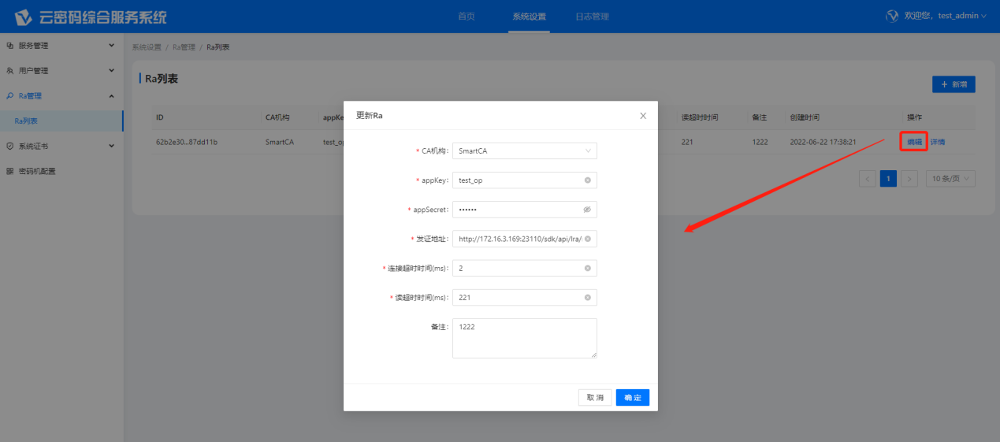 云密码综合服务系统
首页
系统设置
日志管理
欢迎您，test_admin
服务管理
用户管理
Ra管理
Ra列表
系统证书
密码机配置
系统设置 / Ra管理 / Ra列表
Ra列表
+ 新增
ID CA机构 appKe 读超时时间 备注 创建时间 操作
62b2e30...87dd11b SmartCA test_op 221 1222 2022-06-22 17:38:21 编辑 详情
< 1 > 10 条/页
更新Ra
* CA机构: SmartCA
* appKey: test_op
* appSecret: ••••••
* 发证地址: http://172.16.3.169:23110/sdk/api/lra/
* 连接超时时间(ms): 2
* 读超时时间(ms): 221
备注: 1222
取 消
确 定